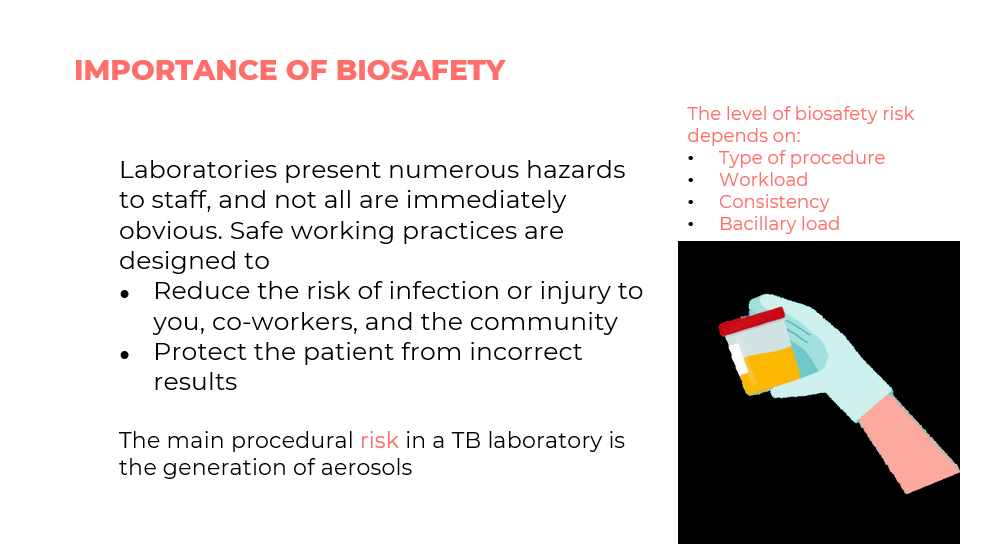 IMPORTANCE OF BIOSAFETY
Laboratories present numerous hazards
to staff, and not all are immediately
obvious. Safe working practices are
designed to
● Reduce the risk of infection or injury to
you, co-workers, and the community
● Protect the patient from incorrect
results
The main procedural risk in a TB laboratory is
the generation of aerosols
The level of biosafety risk
depends on:
• Type of procedure
• Workload
• Consistency
• Bacillary load